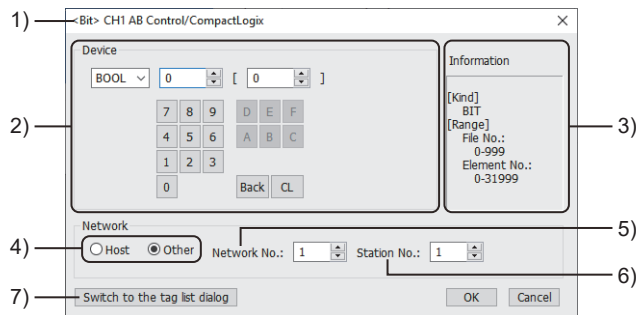 1) <Bit> CH1 AB Control/CompactLogix
Device
BOOL 0 [ 0 ]
7 8 9 D E F
4 5 6 A B C
1 2 3
0 Back CL
2)
Information
[Kind]
BIT
[Range]
File No.:
0-999
Element No.:
0-31999
3)
Network
4) Host Other Network No.: 1 Station No.: 1
5)
6)
7) Switch to the tag list dialog OK Cancel